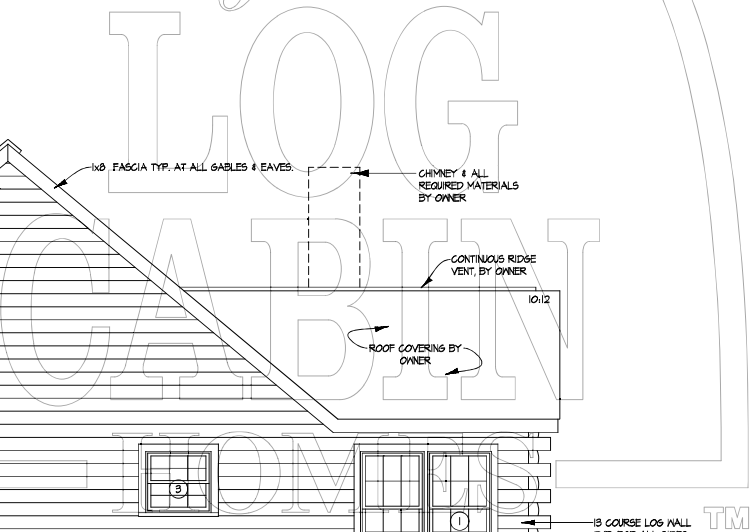 LOG
CABIN
HOMES
TM
1x8 FASCIA TYP. AT ALL GABLES & EAVES.
CHIMNEY & ALL
REQUIRED MATERIALS
BY OWNER
CONTINUOUS RIDGE
VENT, BY OWNER
10:12
ROOF COVERING BY
OWNER
3
1
13 COURSE LOG WALL